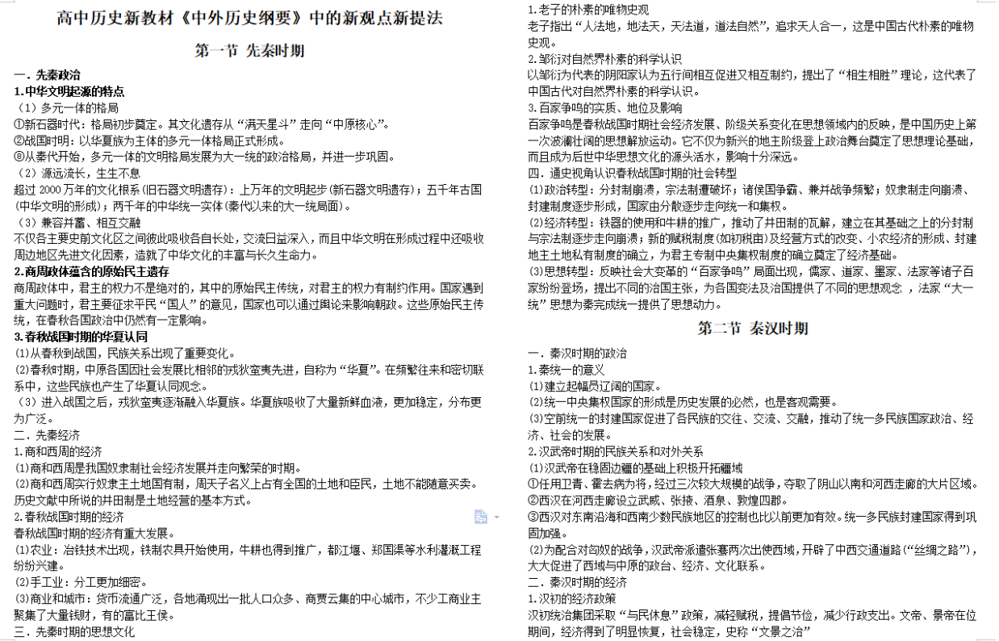 高中历史新教材《中外历史纲要》中的新观点新提法
第一节 先秦时期
一．先秦政治
1.中华文明起源的特点
（1）多元一体的格局
①新石器时代：格局初步奠定。其文化遗存从“满天星斗”走向“中原核心”。
②战国时明：以华夏族为主体的多元一体格局正式形成。
⑧从秦代开始，多元一体的文明格局发展为大一统的政治格局，并进一步巩固。
（2）源远流长，生生不息
超过 2000 万年的文化根系(旧石器文明遗存)：上万年的文明起步(新石器文明遗存)；五千年古国
(中华文明的形成)；两千年的中华统一实体(秦代以来的大一统局面)。
（3）兼容并蓄、相互交融
不仅各主要史前文化区之间彼此吸收各自长处，交流日益深入，而且中华文明在形成过程中还吸收
周边地区先进文化因素，造就了中华文化的丰富与长久生命力。
2.商周政体蕴含的原始民主遗存
商周政体中，君主的权力不是绝对的，其中的原始民主传统，对君主的权力有制约作用。国家遇到
重大问题时，君主要征求平民“国人”的意见，国家也可以通过舆论来影响朝政。这些原始民主传
统，在春秋各国政治中仍然有一定影响。
3.春秋战国时期的华夏认同
(1)从春秋到战国，民族关系出现了重要变化。
(2)春秋时期，中原各国因社会发展比相邻的戎狄蛮夷先进，自称为“华夏”。在频繁往来和密切联
系中，这些民族也产生了华夏认同观念。
（3）进入战国之后，戎狄蛮夷逐渐融入华夏族。华夏族吸收了大量新鲜血液，更加稳定，分布更
为广泛。
二．先秦经济
1.商和西周的经济
(1)商和西周是我国奴隶制社会经济发展并走向繁荣的时期。
(2)商和西周实行奴隶主土地国有制，周天子名义上占有全国的土地和臣民，土地不能随意买卖。
历史文献中所说的井田制是土地经营的基本方式。
2.春秋战国时期的经济
春秋战国时期的经济有重大发展。
(1)农业：冶铁技术出现，铁制农具开始使用，牛耕也得到推广，都江堰、郑国渠等水利灌溉工程
纷纷兴建。
(2)手工业：分工更加细密。
(3)商业和城市：货币流通广泛，各地涌现出一批人口众多、商贾云集的中心城市，不少工商业主
聚集了大量钱财，有的富比王侯。
三．先秦时期的思想文化
1.老子的朴素的唯物史观
老子指出“人法地，地法天，天法道，道法自然”，追求天人合一，这是中国古代朴素的唯物
史观。
2.邹衍对自然界朴素的科学认识
以邹衍为代表的阴阳家认为五行间相互促进又相互制约，提出了“相生相胜”理论，这代表了
中国古代对自然界朴素的科学认识。
3.百家争鸣的实质、地位及影响
百家争鸣是春秋战国时期社会经济发展、阶级关系变化在思想领域内的反映，是中国历史上第
一次波澜壮阔的思想解放运动。它不仅为新兴的地主阶级登上政治舞台奠定了思想理论基础，
而且成为后世中华思想文化的源头活水，影响十分深远。
四．通史视角认识春秋战国时期的社会转型
(1)政治转型：分封制崩溃，宗法制遭破坏；诸侯国争霸、兼并战争频繁；奴隶制走向崩溃、
封建制度逐步形成，国家由分散逐步走向统一和集权。
(2)经济转型：铁器的使用和牛耕的推广，推动了井田制的瓦解，建立在其基础之上的分封制
与宗法制逐步走向崩溃；新的赋税制度(如初税亩)及经营方式的改变、小农经济的形成、封建
地主土地私有制度的确立，为君主专制中央集权制度的确立奠定了经济基础。
(3)思想转型：反映社会大变革的“百家争鸣”局面出现，儒家、道家、墨家、法家等诸子百
家纷纷登场，提出不同的治国主张，为各国变法及治国提供了不同的思想观念 ，法家“大一
统”思想为秦完成统一提供了思想动力。
第二节 秦汉时期
一．秦汉时期的政治
1.秦统一的意义
(1)建立起幅员辽阔的国家。
(2)统一中央集权国家的形成是历史发展的必然，也是客观需要。
(3)空前统一的封建国家促进了各民族的交往、交流、交融，推动了统一多民族国家政治、经
济、社会的发展。
2.汉武帝时期的民族关系和对外关系
(1)汉武帝在稳固边疆的基础上积极开拓疆域
①任用卫青、霍去病为将，经过三次较大规模的战争，夺取了阴山以南和河西走廊的大片区域。
②西汉在河西走廊设立武威、张掖、酒泉、敦煌四郡。
③西汉对东南沿海和西南少数民族地区的控制也比以前更加有效。统一多民族封建国家得到巩
固加强。
(2)为配合对匈奴的战争，汉武帝派遣张骞两次出使西域，开辟了中西交通道路(“丝绸之路”)，
大大促进了西域与中原的政台、经济、文化联系。
二．秦汉时期的经济
1.汉初的经济政策
汉初统治集团采取“与民休息”政策，减轻赋税，提倡节俭，减少行政支出。文帝、景帝在位
期间，经济得到了明显恢复，社会稳定，史称“文景之治”